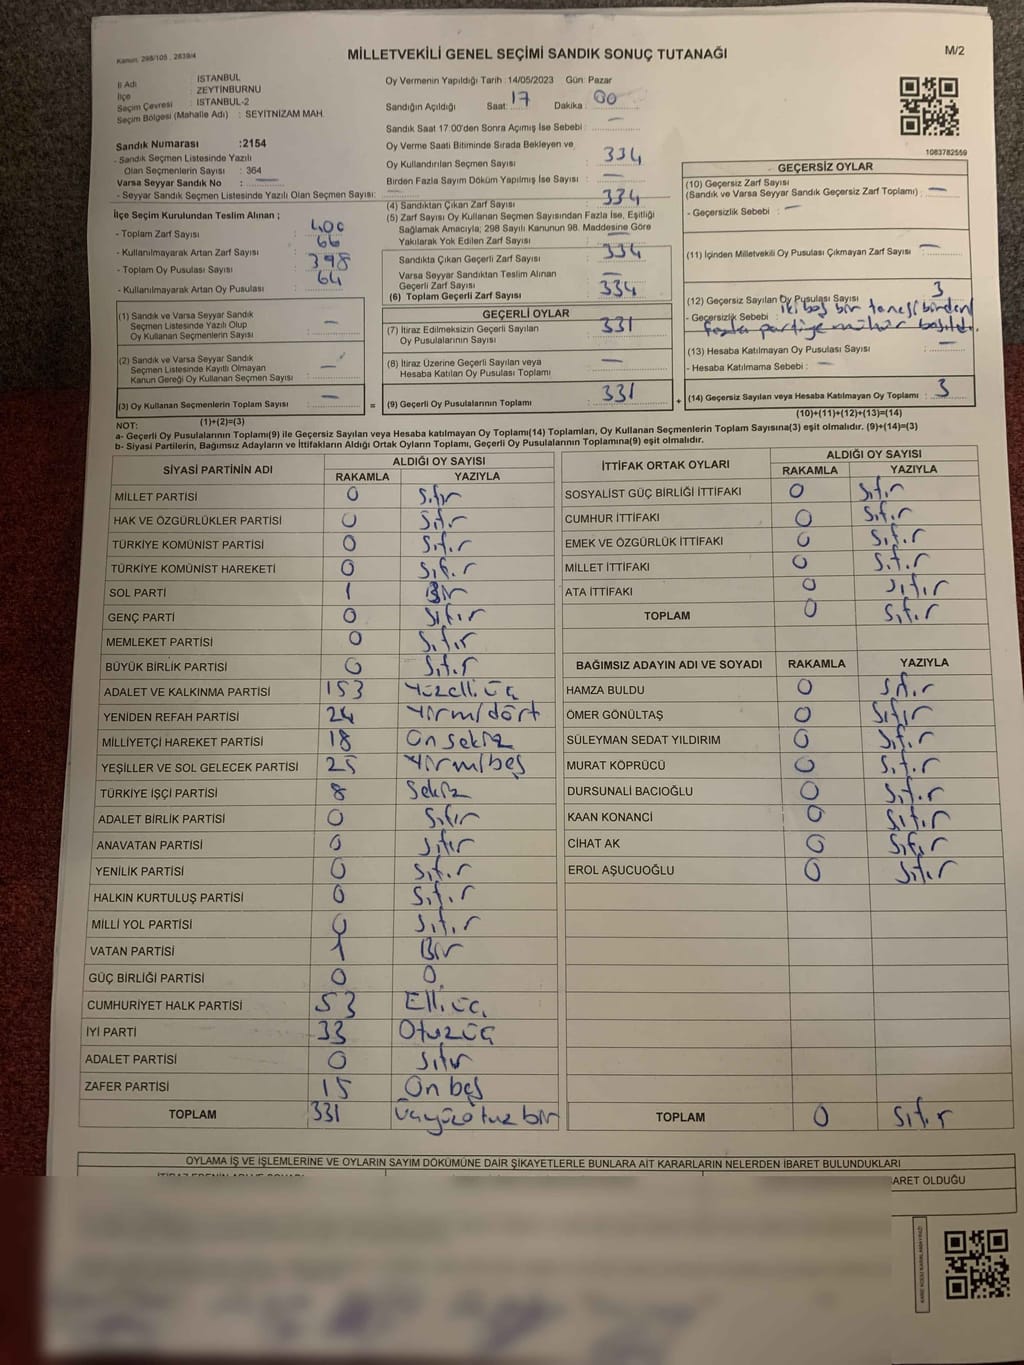 Kanun: 298/105 , 2839/4
MİLLETVEKİLİ GENEL SEÇİMİ SANDIK SONUÇ TUTANAĞI
M/2
İl Adı : İSTANBUL
İlçe : ZEYTİNBURNU
Seçim Çevresi : İSTANBUL-2
Seçim Bölgesi (Mahalle Adı) : SEYİTNİZAM MAH.
Sandık Numarası :2154
- Sandık Seçmen Listesinde Yazılı
Olan Seçmenlerin Sayısı : 364
Varsa Seyyar Sandık No : —
- Seyyar Sandık Seçmen Listesinde Yazılı Olan Seçmen Sayısı: —
İlçe Seçim Kurulundan Teslim Alınan ;
- Toplam Zarf Sayısı : 400
- Kullanılmayarak Artan Zarf Sayısı : 66
- Toplam Oy Pusulası Sayısı : 398
- Kullanılmayarak Artan Oy Pusulası : 64
(1) Sandık ve Varsa Seyyar Sandık
Seçmen Listesinde Yazılı Olup
Oy Kullanan Seçmenlerin Sayısı : —
(2) Sandık ve Varsa Seyyar Sandık
Seçmen Listesinde Kayıtlı Olmayan
Kanun Gereği Oy Kullanan Seçmen Sayısı : —
(3) Oy Kullanan Seçmenlerin Toplam Sayısı : —
(1)+(2)=(3)
Oy Vermenin Yapıldığı Tarih :14/05/2023 Gün: Pazar
Sandığın Açıldığı Saat: 17 Dakika : 00
Sandık Saat 17:00'den Sonra Açılmış İse Sebebi : —
Oy Verme Saati Bitiminde Sırada Bekleyen ve
Oy Kullandırılan Seçmen Sayısı : 334
Birden Fazla Sayım Döküm Yapılmış İse Sayısı : —
(4) Sandıktan Çıkan Zarf Sayısı : 334
(5) Zarf Sayısı Oy Kullanan Seçmen Sayısından Fazla İse, Eşitliği
Sağlamak Amacıyla; 298 Sayılı Kanunun 98. Maddesine Göre
Yakılarak Yok Edilen Zarf Sayısı : —
Sandıkta Çıkan Geçerli Zarf Sayısı : 334
Varsa Seyyar Sandıktan Teslim Alınan
Geçerli Zarf Sayısı : —
(6) Toplam Geçerli Zarf Sayısı : 334
GEÇERLİ OYLAR
(7) İtiraz Edilmeksizin Geçerli Sayılan
Oy Pusulalarının Sayısı : 331
(8) İtiraz Üzerine Geçerli Sayılan veya
Hesaba Katılan Oy Pusulası Toplamı : —
= (9) Geçerli Oy Pusulalarının Toplamı : 331 +
1083782559
GEÇERSİZ OYLAR
(10) Geçersiz Zarf Sayısı
(Sandık ve Varsa Seyyar Sandık Geçersiz Zarf Toplamı) : —
- Geçersizlik Sebebi : —
(11) İçinden Milletvekili Oy Pusulası Çıkmayan Zarf Sayısı : —
(12) Geçersiz Sayılan Oy Pusulası Sayısı : 3
- Geçersizlik Sebebi : iki boş bir tanesi birden
fazla partiye mühür basıldı.
(13) Hesaba Katılmayan Oy Pusulası Sayısı : —
- Hesaba Katılmama Sebebi : —
(14) Geçersiz Sayılan veya Hesaba Katılmayan Oy Toplamı : 3
(10)+(11)+(12)+(13)=(14)
NOT:
a- Geçerli Oy Pusulalarının Toplamı(9) ile Geçersiz Sayılan veya Hesaba katılmayan Oy Toplamı(14) Toplamları, Oy Kullanan Seçmenlerin Toplam Sayısına(3) eşit olmalıdır. (9)+(14)=(3)
b- Siyasi Partilerin, Bağımsız Adayların ve İttifakların Aldığı Ortak Oyların Toplamı, Geçerli Oy Pusulalarının Toplamına(9) eşit olmalıdır.
SİYASİ PARTİNİN ADI ALDIĞI OY SAYISI
RAKAMLA YAZIYLA
MİLLET PARTİSİ 0 Sıfır
HAK VE ÖZGÜRLÜKLER PARTİSİ 0 Sıfır
TÜRKİYE KOMÜNİST PARTİSİ 0 Sıfır
TÜRKİYE KOMÜNİST HAREKETİ 0 Sıfır
SOL PARTİ 1 Bir
GENÇ PARTİ 0 Sıfır
MEMLEKET PARTİSİ 0 Sıfır
BÜYÜK BİRLİK PARTİSİ 0 Sıfır
ADALET VE KALKINMA PARTİSİ 153 Yüzelli üç
YENİDEN REFAH PARTİSİ 24 Yirmidört
MİLLİYETÇİ HAREKET PARTİSİ 18 Onsekiz
YEŞİLLER VE SOL GELECEK PARTİSİ 25 Yirmibeş
TÜRKİYE İŞÇİ PARTİSİ 8 Sekiz
ADALET BİRLİK PARTİSİ 0 Sıfır
ANAVATAN PARTİSİ 0 Sıfır
YENİLİK PARTİSİ 0 Sıfır
HALKIN KURTULUŞ PARTİSİ 0 Sıfır
MİLLİ YOL PARTİSİ 0 Sıfır
VATAN PARTİSİ 1 Bir
GÜÇ BİRLİĞİ PARTİSİ 0 0
CUMHURİYET HALK PARTİSİ 53 Elli üç
İYİ PARTİ 33 Otuzüç
ADALET PARTİSİ 0 Sıfır
ZAFER PARTİSİ 15 On beş
TOPLAM 331 Üçyüzotuz bir
İTTİFAK ORTAK OYLARI ALDIĞI OY SAYISI
RAKAMLA YAZIYLA
SOSYALİST GÜÇ BİRLİĞİ İTTİFAKI 0 Sıfır
CUMHUR İTTİFAKI 0 Sıfır
EMEK VE ÖZGÜRLÜK İTTİFAKI 0 Sıfır
MİLLET İTTİFAKI 0 Sıfır
ATA İTTİFAKI 0 Sıfır
TOPLAM 0 Sıfır
BAĞIMSIZ ADAYIN ADI VE SOYADI RAKAMLA YAZIYLA
HAMZA BULDU 0 Sıfır
ÖMER GÖNÜLTAŞ 0 Sıfır
SÜLEYMAN SEDAT YILDIRIM 0 Sıfır
MURAT KÖPRÜCÜ 0 Sıfır
DURSUNALİ BACIOĞLU 0 Sıfır
KAAN KONANCI 0 Sıfır
CİHAT AK 0 Sıfır
EROL AŞUCUOĞLU 0 Sıfır
TOPLAM 0 Sıfır
OYLAMA İŞ VE İŞLEMLERİNE VE OYLARIN SAYIM DÖKÜMÜNE DAİR ŞİKAYETLERLE BUNLARA AİT KARARLARIN NELERDEN İBARET BULUNDUKLARI
BARET OLDUĞU